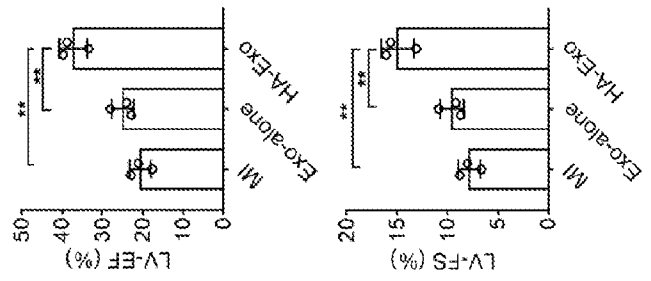 **
**
50
40
30
20
10
0
LV-EF (%)
MI
Exo-alone
HA-Exo
**
**
20
15
10
5
0
LV-FS (%)
MI
Exo-alone
HA-Exo